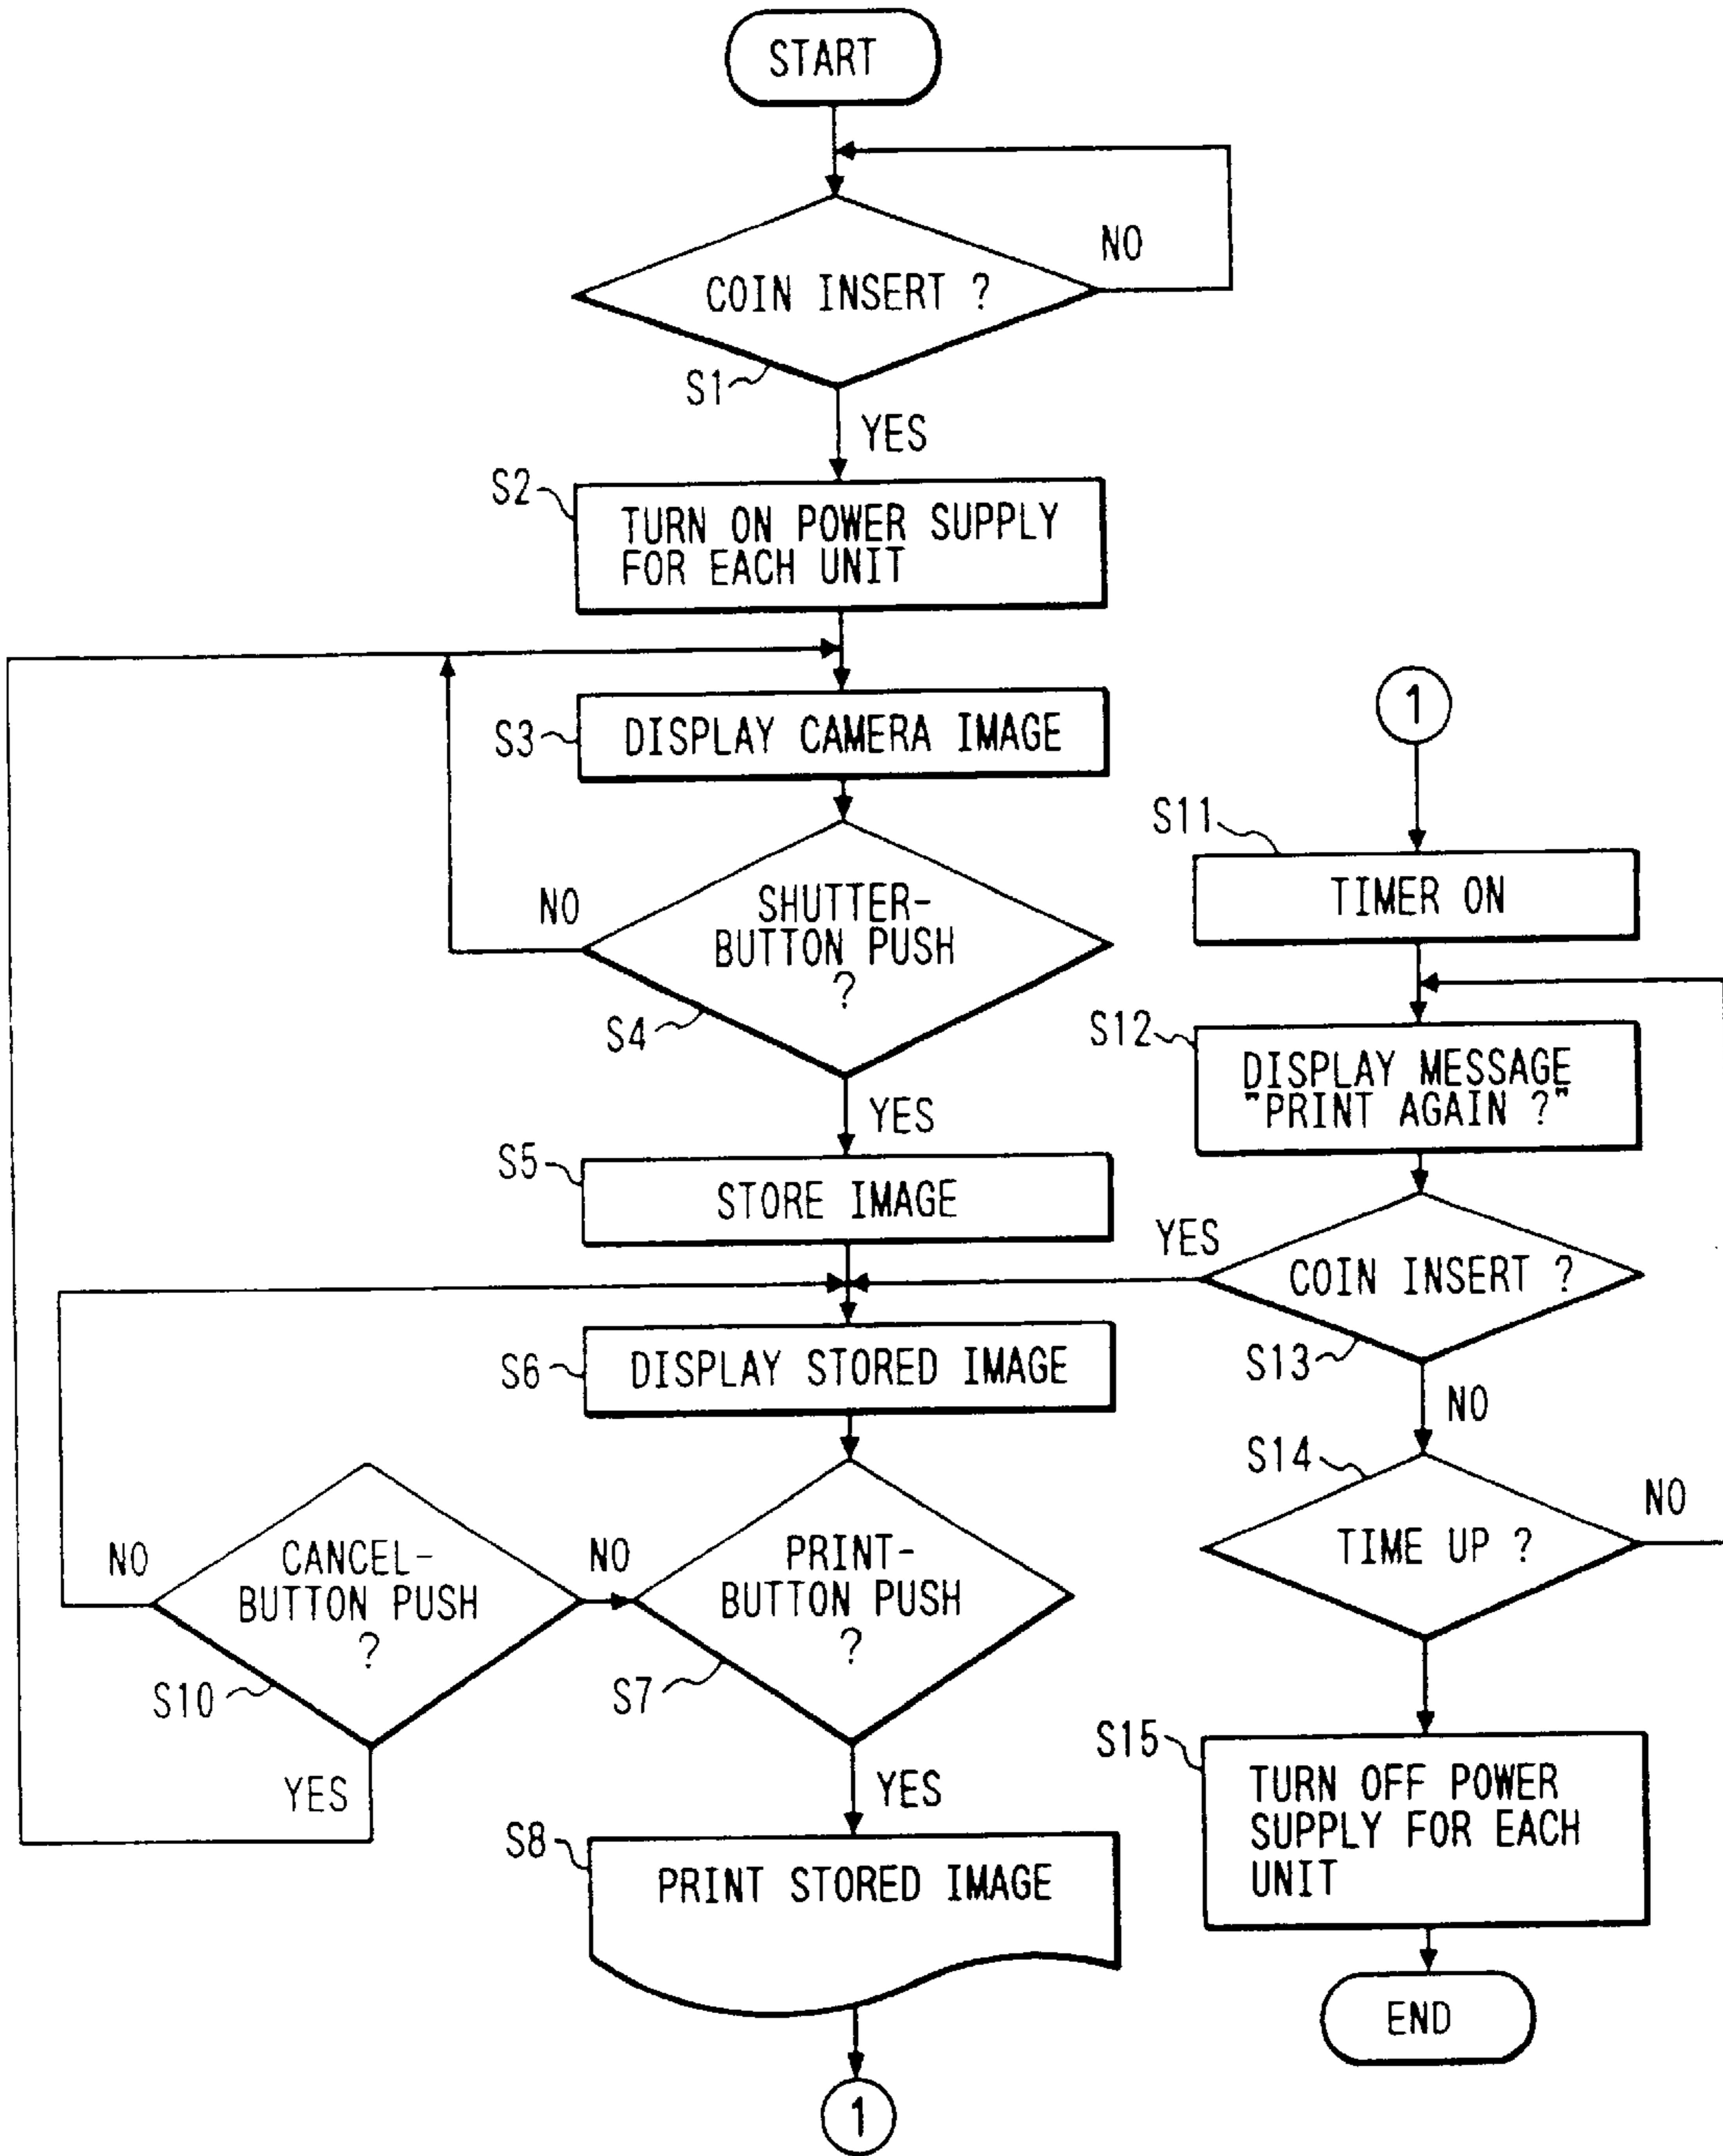 START
COIN INSERT ?
NO
S1
YES
S2
TURN ON POWER SUPPLY
FOR EACH UNIT
S3
DISPLAY CAMERA IMAGE
NO
SHUTTER-
BUTTON PUSH
?
S4
YES
S5
STORE IMAGE
S6
DISPLAY STORED IMAGE
NO
CANCEL-
BUTTON PUSH
?
S10
YES
NO
PRINT-
BUTTON PUSH
?
S7
YES
S8
PRINT STORED IMAGE
1
1
S11
TIMER ON
S12
DISPLAY MESSAGE
"PRINT AGAIN ?"
YES
COIN INSERT ?
S13
NO
S14
TIME UP ?
NO
S15
TURN OFF POWER
SUPPLY FOR EACH
UNIT
END